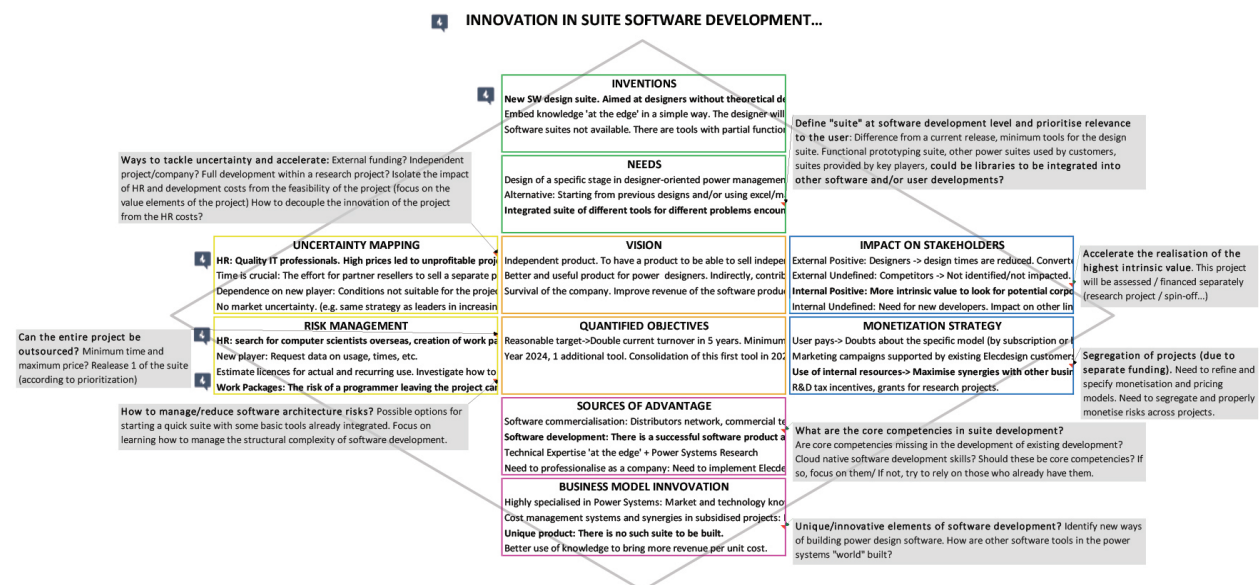 INNOVATION IN SUITE SOFTWARE DEVELOPMENT...
INVENTIONS
New SW design suite. Aimed at designers without theoretical de
Embed knowledge 'at the edge' in a simple way. The designer will
Software suites not available. There are tools with partial function
Define "suite" at software development level and prioritise relevance
to the user: Difference from a current release, minimum tools for the design
suite. Functional prototyping suite, other power suites used by customers,
suites provided by key players, could be libraries to be integrated into
other software and/or user developments?
Ways to tackle uncertainty and accelerate: External funding? Independent
project/company? Full development within a research project? Isolate the impact
of HR and development costs from the feasibility of the project (focus on the
value elements of the project) How to decouple the innovation of the project
from the HR costs?
NEEDS
Design of a specific stage in designer-oriented power managemen
Alternative: Starting from previous designs and/or using excel/m
Integrated suite of different tools for different problems encoun
UNCERTAINTY MAPPING
HR: Quality IT professionals. High prices led to unprofitable proj
Time is crucial: The effort for partner resellers to sell a separate p
Dependence on new player: Conditions not suitable for the proje
No market uncertainty. (e.g. same strategy as leaders in increasin
VISION
Independent product. To have a product to be able to sell indepe
Better and useful product for power designers. Indirectly, contrib
Survival of the company. Improve revenue of the software produ
IMPACT ON STAKEHOLDERS
External Positive: Designers -> design times are reduced. Converte
External Undefined: Competitors -> Not identified/not impacted.
Internal Positive: More intrinsic value to look for potential corpo
Internal Undefined: Need for new developers. Impact on other lin
Accelerate the realisation of the
highest intrinsic value. This project
will be assessed / financed separately
(research project / spin-off...)
Can the entire project be
outsourced? Minimum time and
maximum price? Realease 1 of the suite
(according to prioritization)
RISK MANAGEMENT
HR: search for computer scientists overseas, creation of work pa
New player: Request data on usage, times, etc.
Estimate licences for actual and recurring use. Investigate how to
Work Packages: The risk of a programmer leaving the project can
QUANTIFIED OBJECTIVES
Reasonable target->Double current turnover in 5 years. Minimum
Year 2024, 1 additional tool. Consolidation of this first tool in 202
MONETIZATION STRATEGY
User pays-> Doubts about the specific model (by subscription or
Marketing campaigns supported by existing Elecdesign customers
Use of internal resources-> Maximise synergies with other busin
R&D tax incentives, grants for research projects.
Segregation of projects (due to
separate funding). Need to refine and
specify monetisation and pricing
models. Need to segregate and properly
monetise risks across projects.
How to manage/reduce software architecture risks? Possible options for
starting a quick suite with some basic tools already integrated. Focus on
learning how to manage the structural complexity of software development.
SOURCES OF ADVANTAGE
Software commercialisation: Distributors network, commercial te
Software development: There is a successful software product a
Technical Expertise 'at the edge' + Power Systems Research
Need to professionalise as a company: Need to implement Elecde
What are the core competencies in suite development?
Are core competencies missing in the development of existing development?
Cloud native software development skills? Should these be core competencies? If
so, focus on them/ If not, try to rely on those who already have them.
BUSINESS MODEL INNVOVATION
Highly specialised in Power Systems: Market and technology kno
Cost management systems and synergies in subsidised projects:
Unique product: There is no such suite to be built.
Better use of knowledge to bring more revenue per unit cost.
Unique/innovative elements of software development? Identify new ways
of building power design software. How are other software tools in the power
systems "world" built?